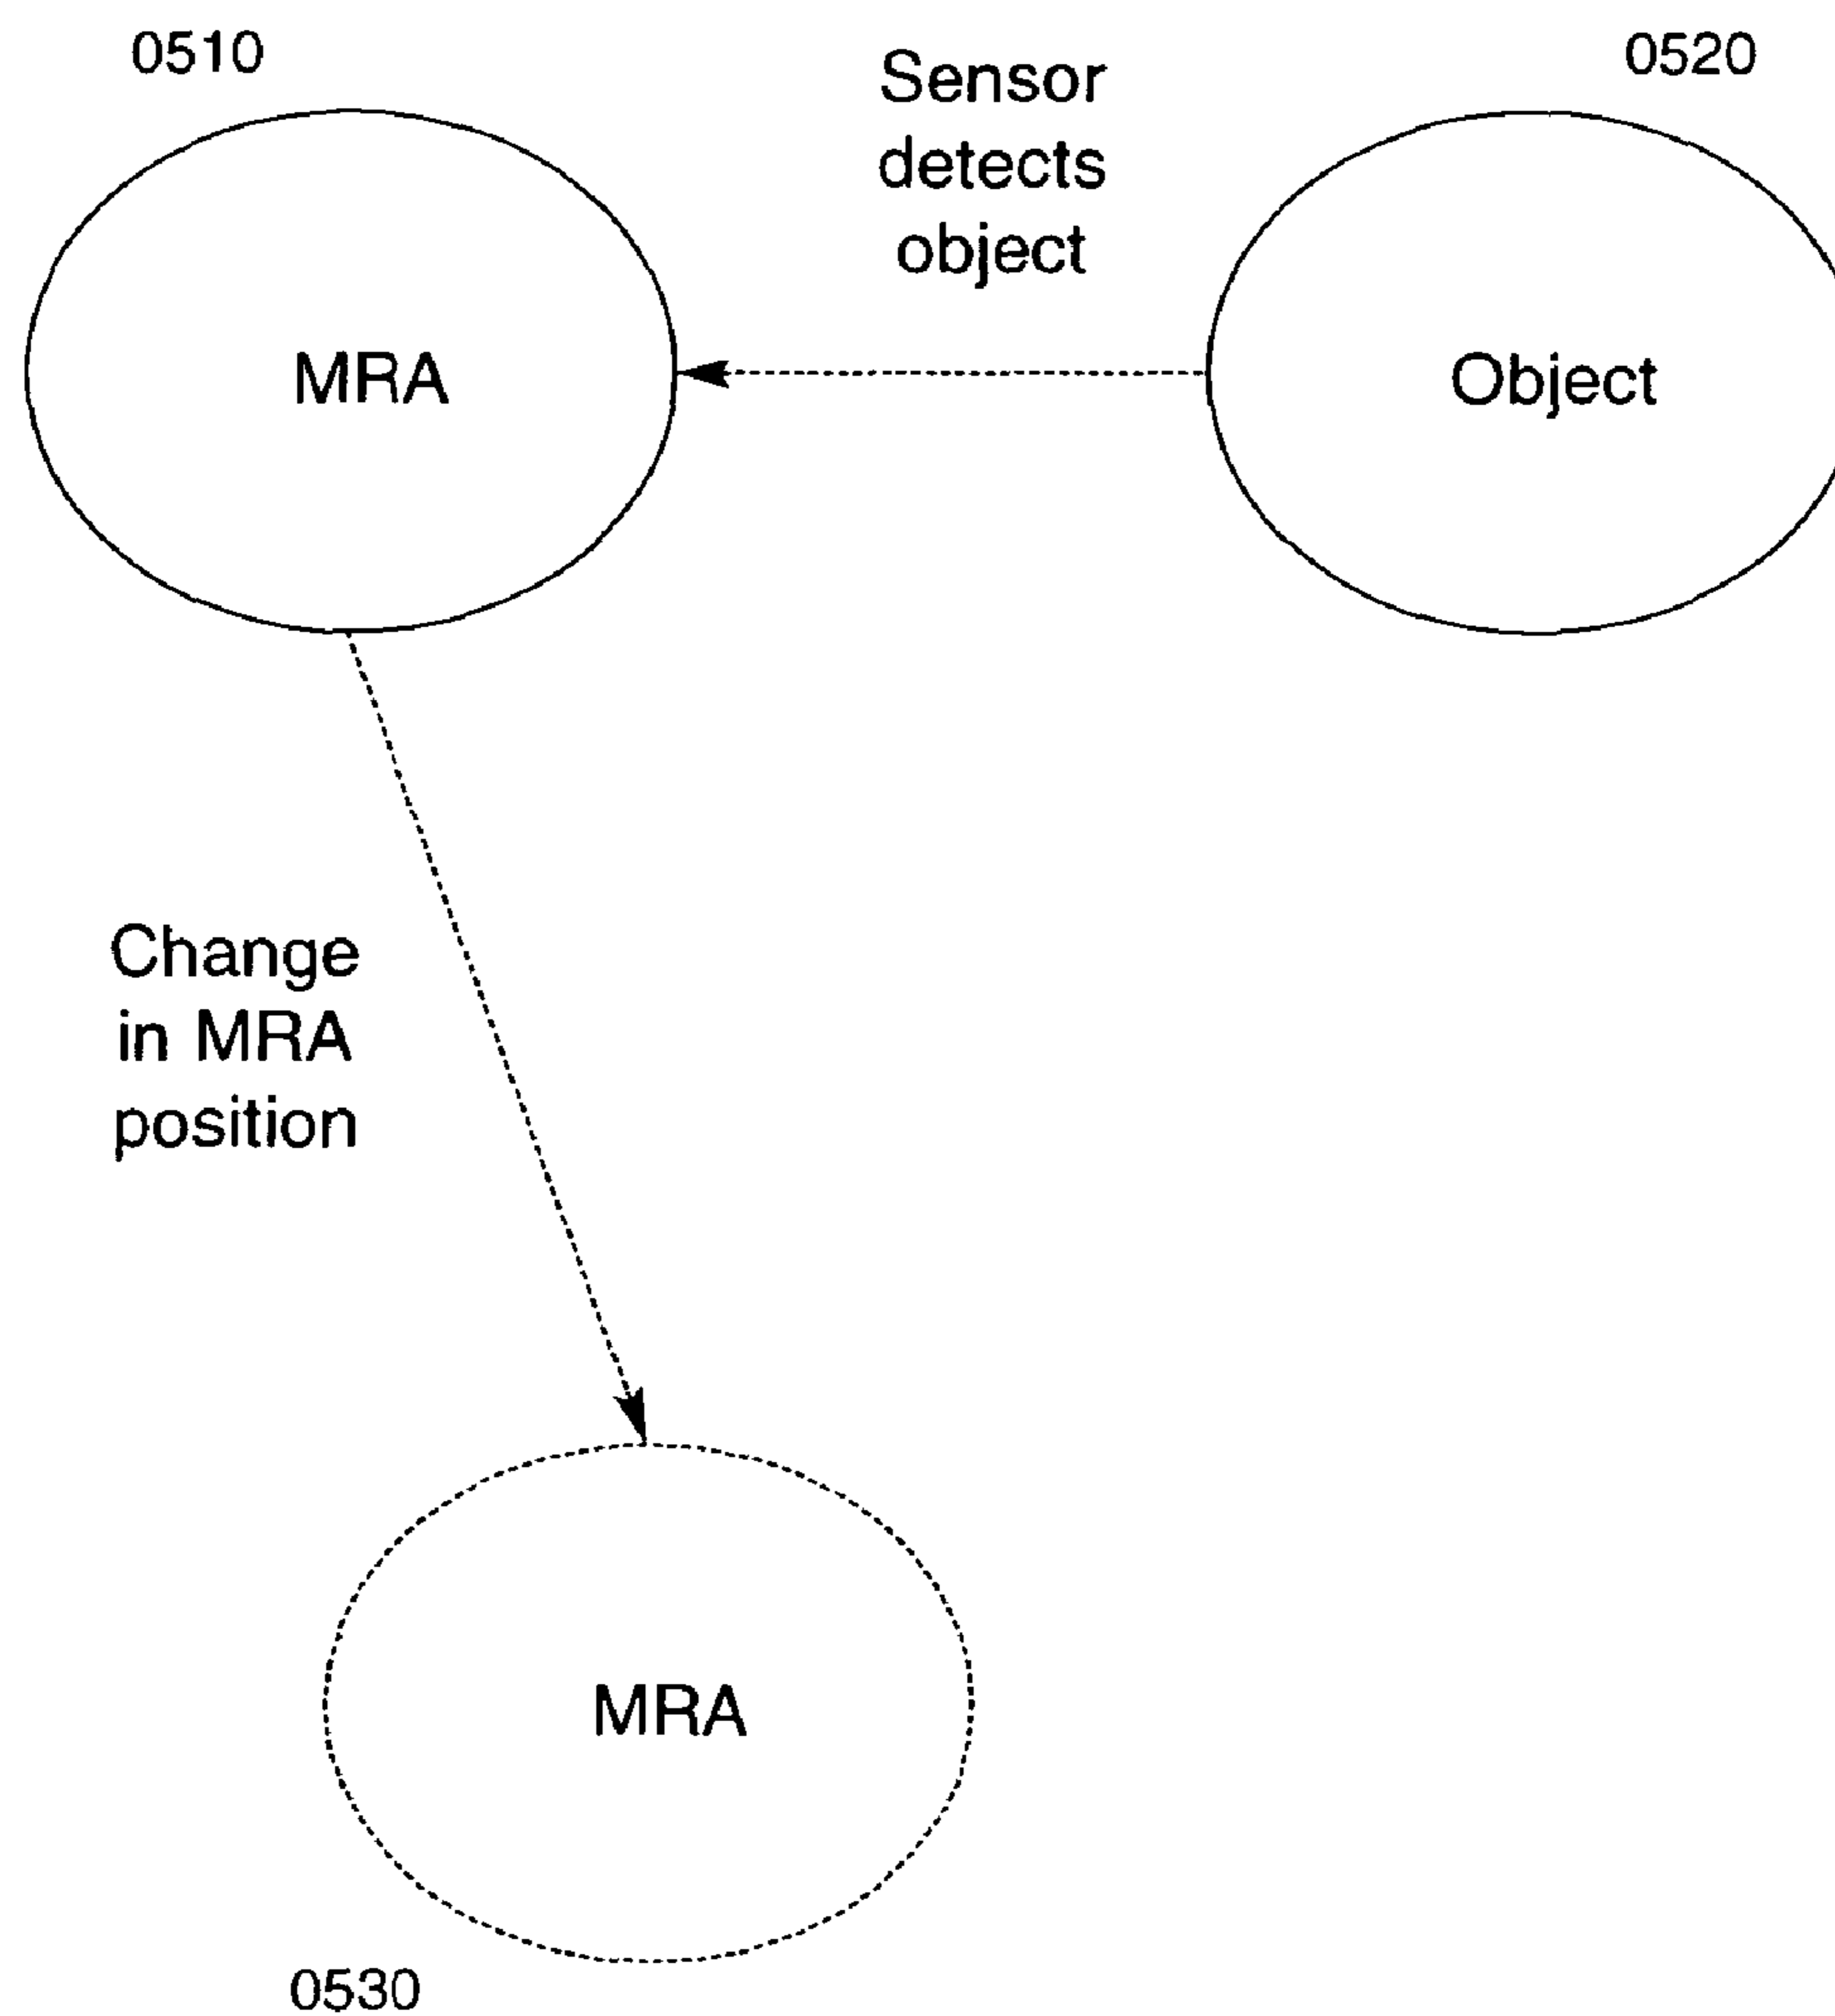 0510
Sensor
detects
object
0520
MRA
Object
Change
in MRA
position
MRA
0530